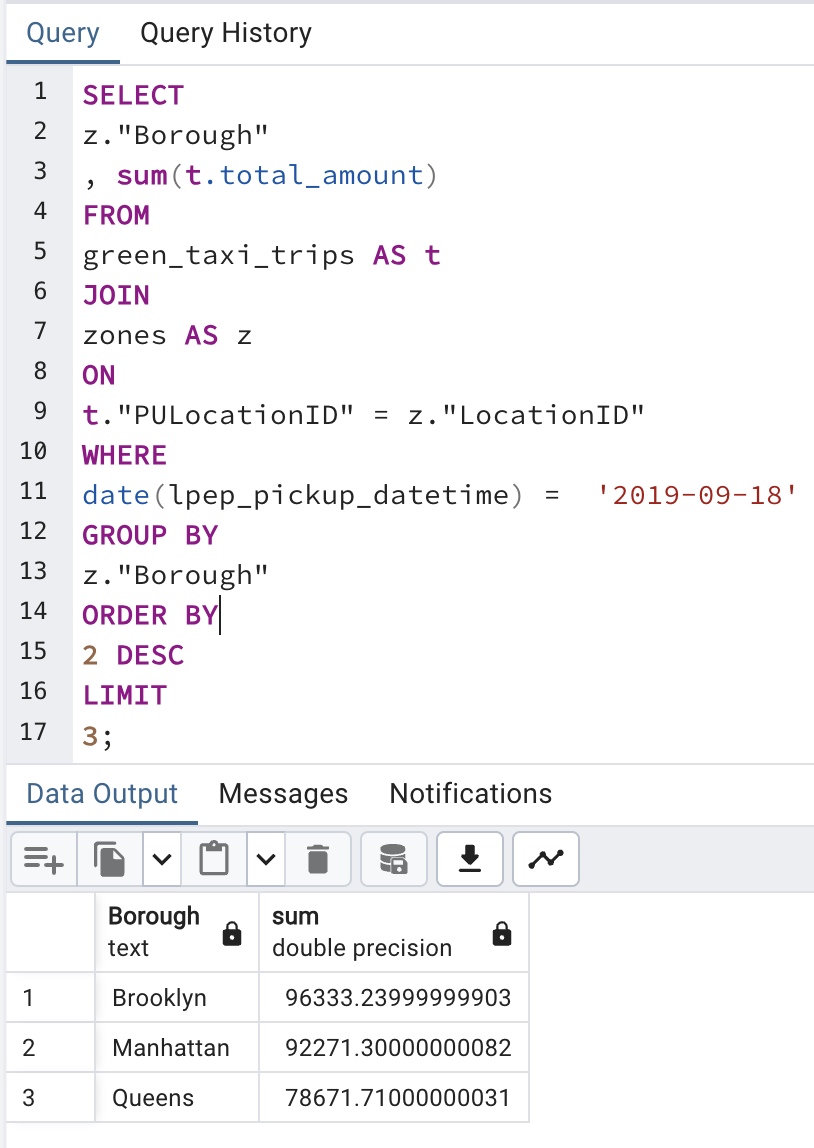 Query Query History
1 SELECT
2 z."Borough"
3 , sum(t.total_amount)
4 FROM
5 green_taxi_trips AS t
6 JOIN
7 zones AS z
8 ON
9 t."PULocationID" = z."LocationID"
10 WHERE
11 date(lpep_pickup_datetime) =  '2019-09-18'
12 GROUP BY
13 z."Borough"
14 ORDER BY
15 2 DESC
16 LIMIT
17 3;
Data Output Messages Notifications
Borough sum
text double precision
1 Brooklyn 96333.23999999903
2 Manhattan 92271.30000000082
3 Queens 78671.71000000031